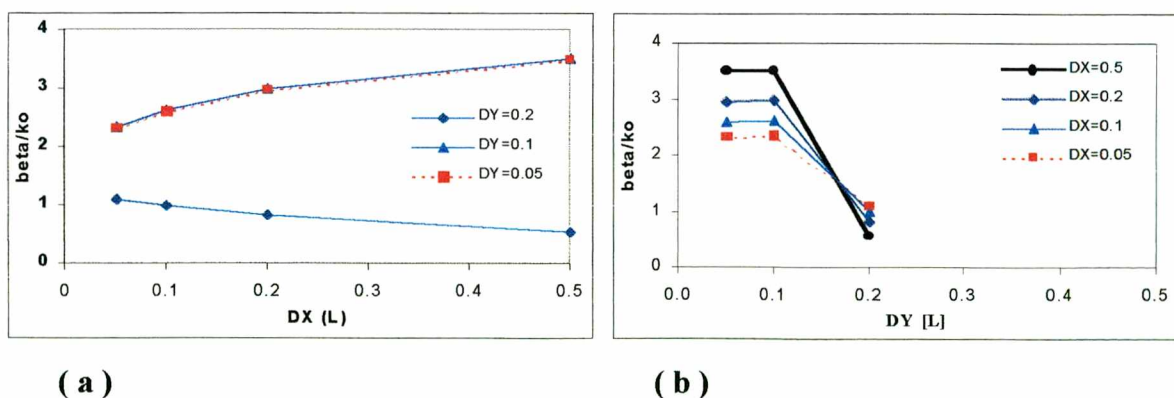 4
3
2
1
0
beta/ko
0
0.1
0.2
0.3
0.4
0.5
DX (L)
DY=0.2
DY=0.1
DY=0.05
4
3
2
1
0
beta/ko
0.0
0.1
0.2
0.3
0.4
0.5
DY [L]
DX=0.5
DX=0.2
DX=0.1
DX=0.05
( a )
( b )